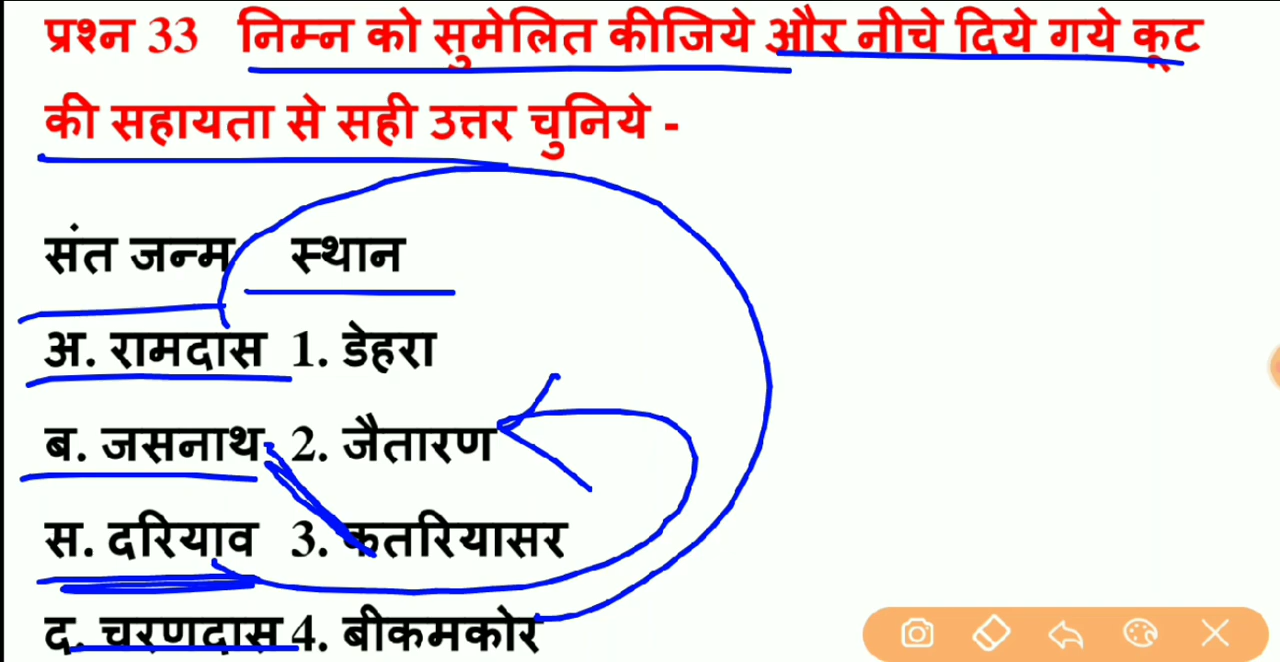 प्रश्न 33 निम्न को सुमेलित कीजिये और नीचे दिये गये कूट
की सहायता से सही उत्तर चुनिये -
संत जन्म स्थान
अ. रामदास 1. डेहरा
ब. जसनाथ 2. जैतारण
स. दरियाव 3. कतरियासर
द. चरणदास 4. बीकमकोर